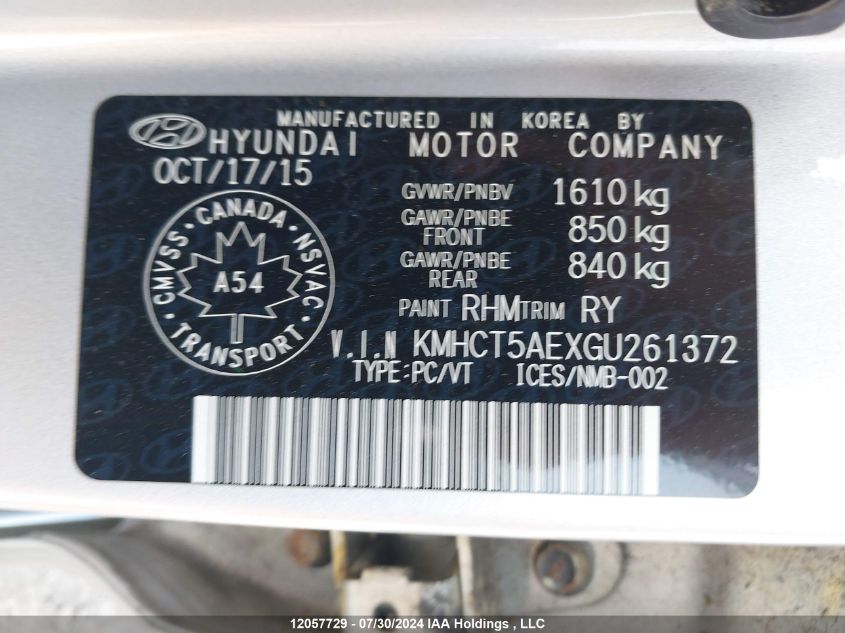 MANUFACTURED IN KOREA BY
HYUNDAI MOTOR COMPANY
OCT/17/15
GVWR/PNBV 1610 kg
GAWR/PNBE FRONT 850 kg
GAWR/PNBE REAR 840 kg
CANADA
CMVSS NSVAC
A54
TRANSPORT
PAINT RHM TRIM RY
V.I.N KMHCT5AEXGU261372
TYPE:PC/VT ICES/NMB-002
12057729 - 07/30/2024 IAA Holdings , LLC